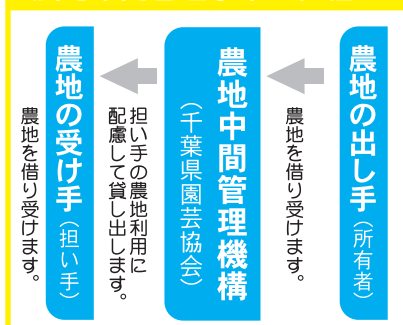 農地の出し手（所有者）
農地を借り受けます。
農地中間管理機構
（千葉県園芸協会）
担い手の農地利用に
配慮して貸し出します。
農地の受け手（担い手）
農地を借り受けます。